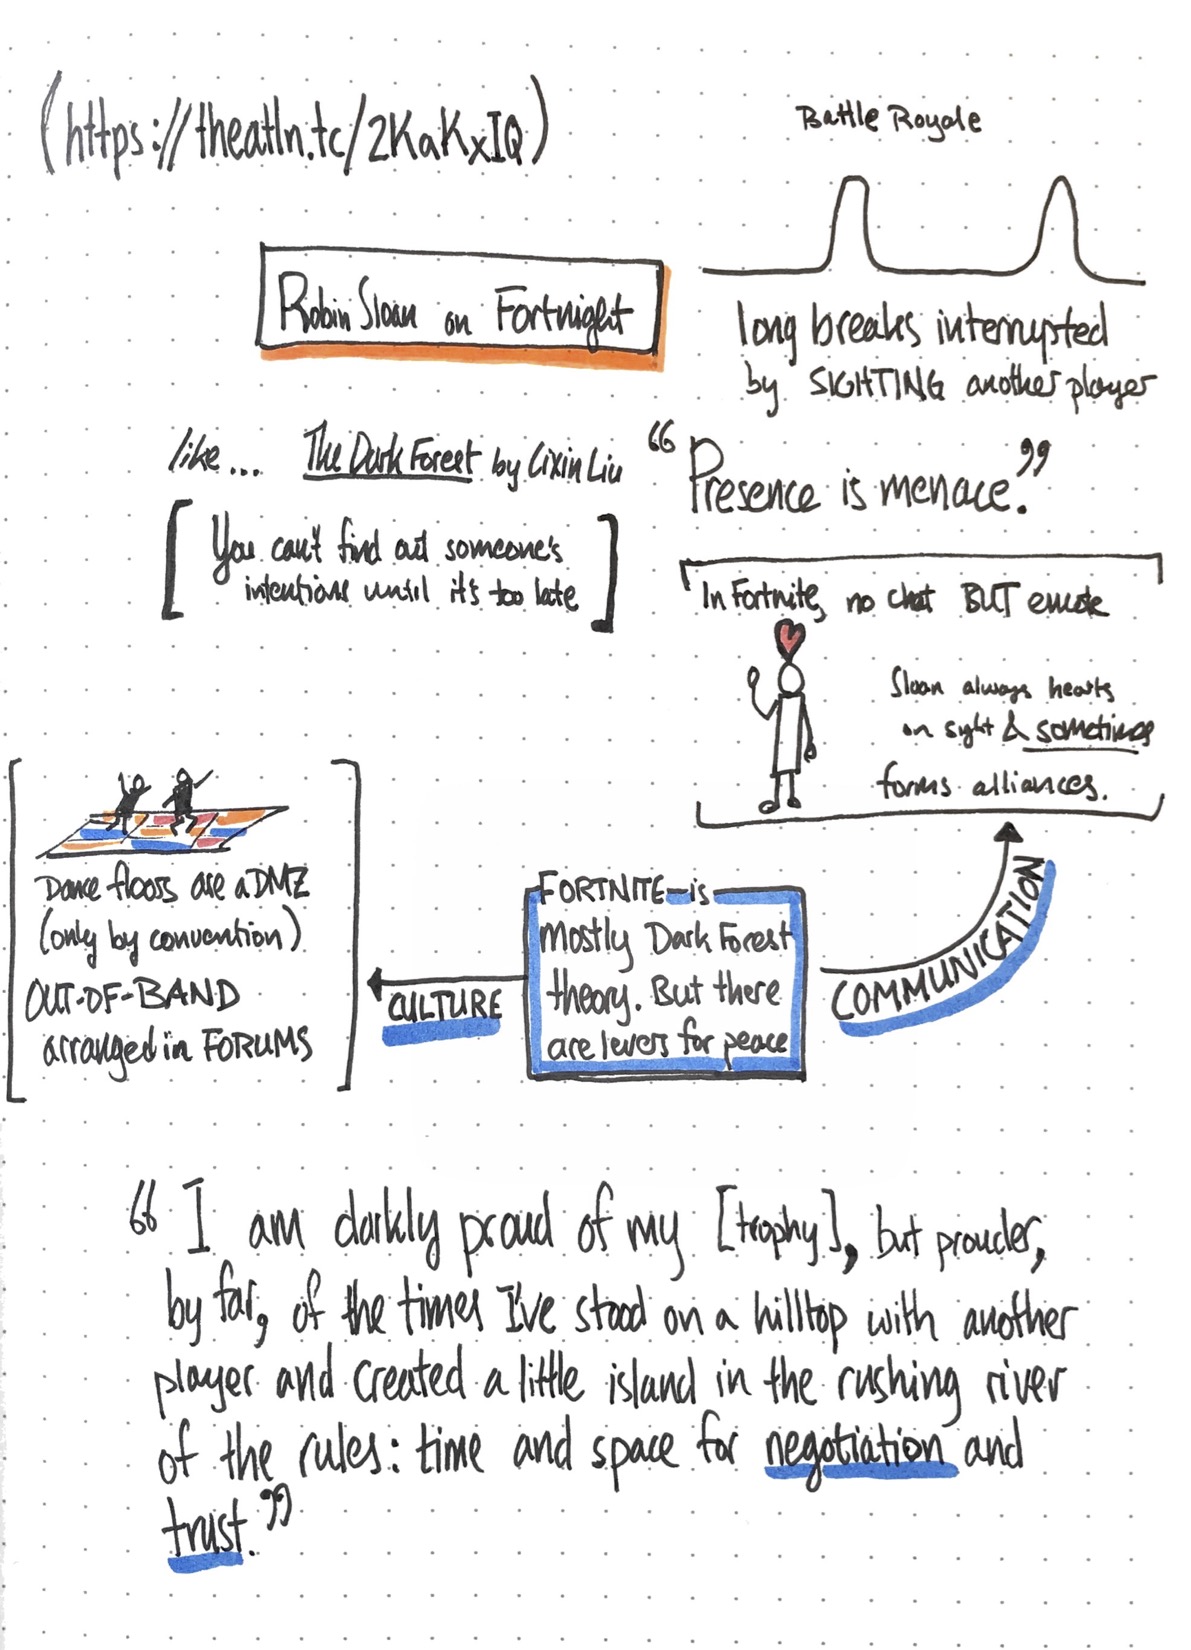 (https://theatln.tc/2KaKxIQ)
Battle Royale
Robin Sloan on Fortnight
long breaks interrupted
by SIGHTING another player
like... The Dark Forest by Cixin Liu
[You can't find out someone's
intentions until it's too late]
“Presence is menace.”
In Fortnite, no chat BUT emote
Sloan always hearts
on sight & sometimes
forms alliances.
Dance floors are a DMZ
(only by convention)
OUT-OF-BAND
arranged in FORUMS
CULTURE
FORTNITE is
mostly Dark Forest
theory. But there
are levers for peace
COMMUNICATION
“I am darkly proud of my [trophy], but prouder,
by far, of the times I've stood on a hilltop with another
player and created a little island in the rushing river
of the rules: time and space for negotiation and
trust.”